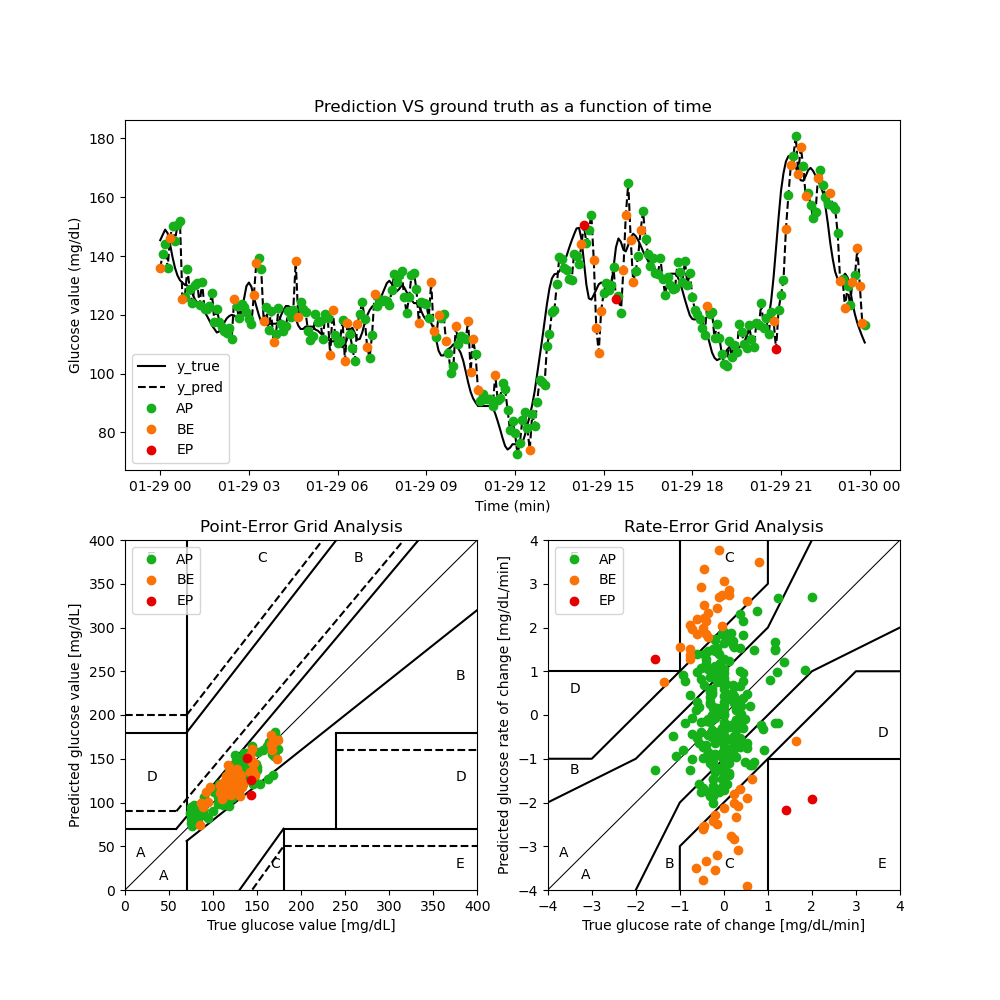 Prediction VS ground truth as a function of time
Glucose value (mg/dL)
180
160
140
120
100
80
y_true
y_pred
AP
BE
EP
01-29 00 01-29 03 01-29 06 01-29 09 01-29 12 01-29 15 01-29 18 01-29 21 01-30 00
Time (min)
Point-Error Grid Analysis
Predicted glucose value [mg/dL]
400
350
300
250
200
150
100
50
0
AP
BE
EP
C
B
B
D
D
A
A
C
E
0 50 100 150 200 250 300 350 400
True glucose value [mg/dL]
Rate-Error Grid Analysis
Predicted glucose rate of change [mg/dL/min]
4
3
2
1
0
−1
−2
−3
−4
AP
BE
EP
C
D
D
B
A
A
B
C
E
−4 −3 −2 −1 0 1 2 3 4
True glucose rate of change [mg/dL/min]